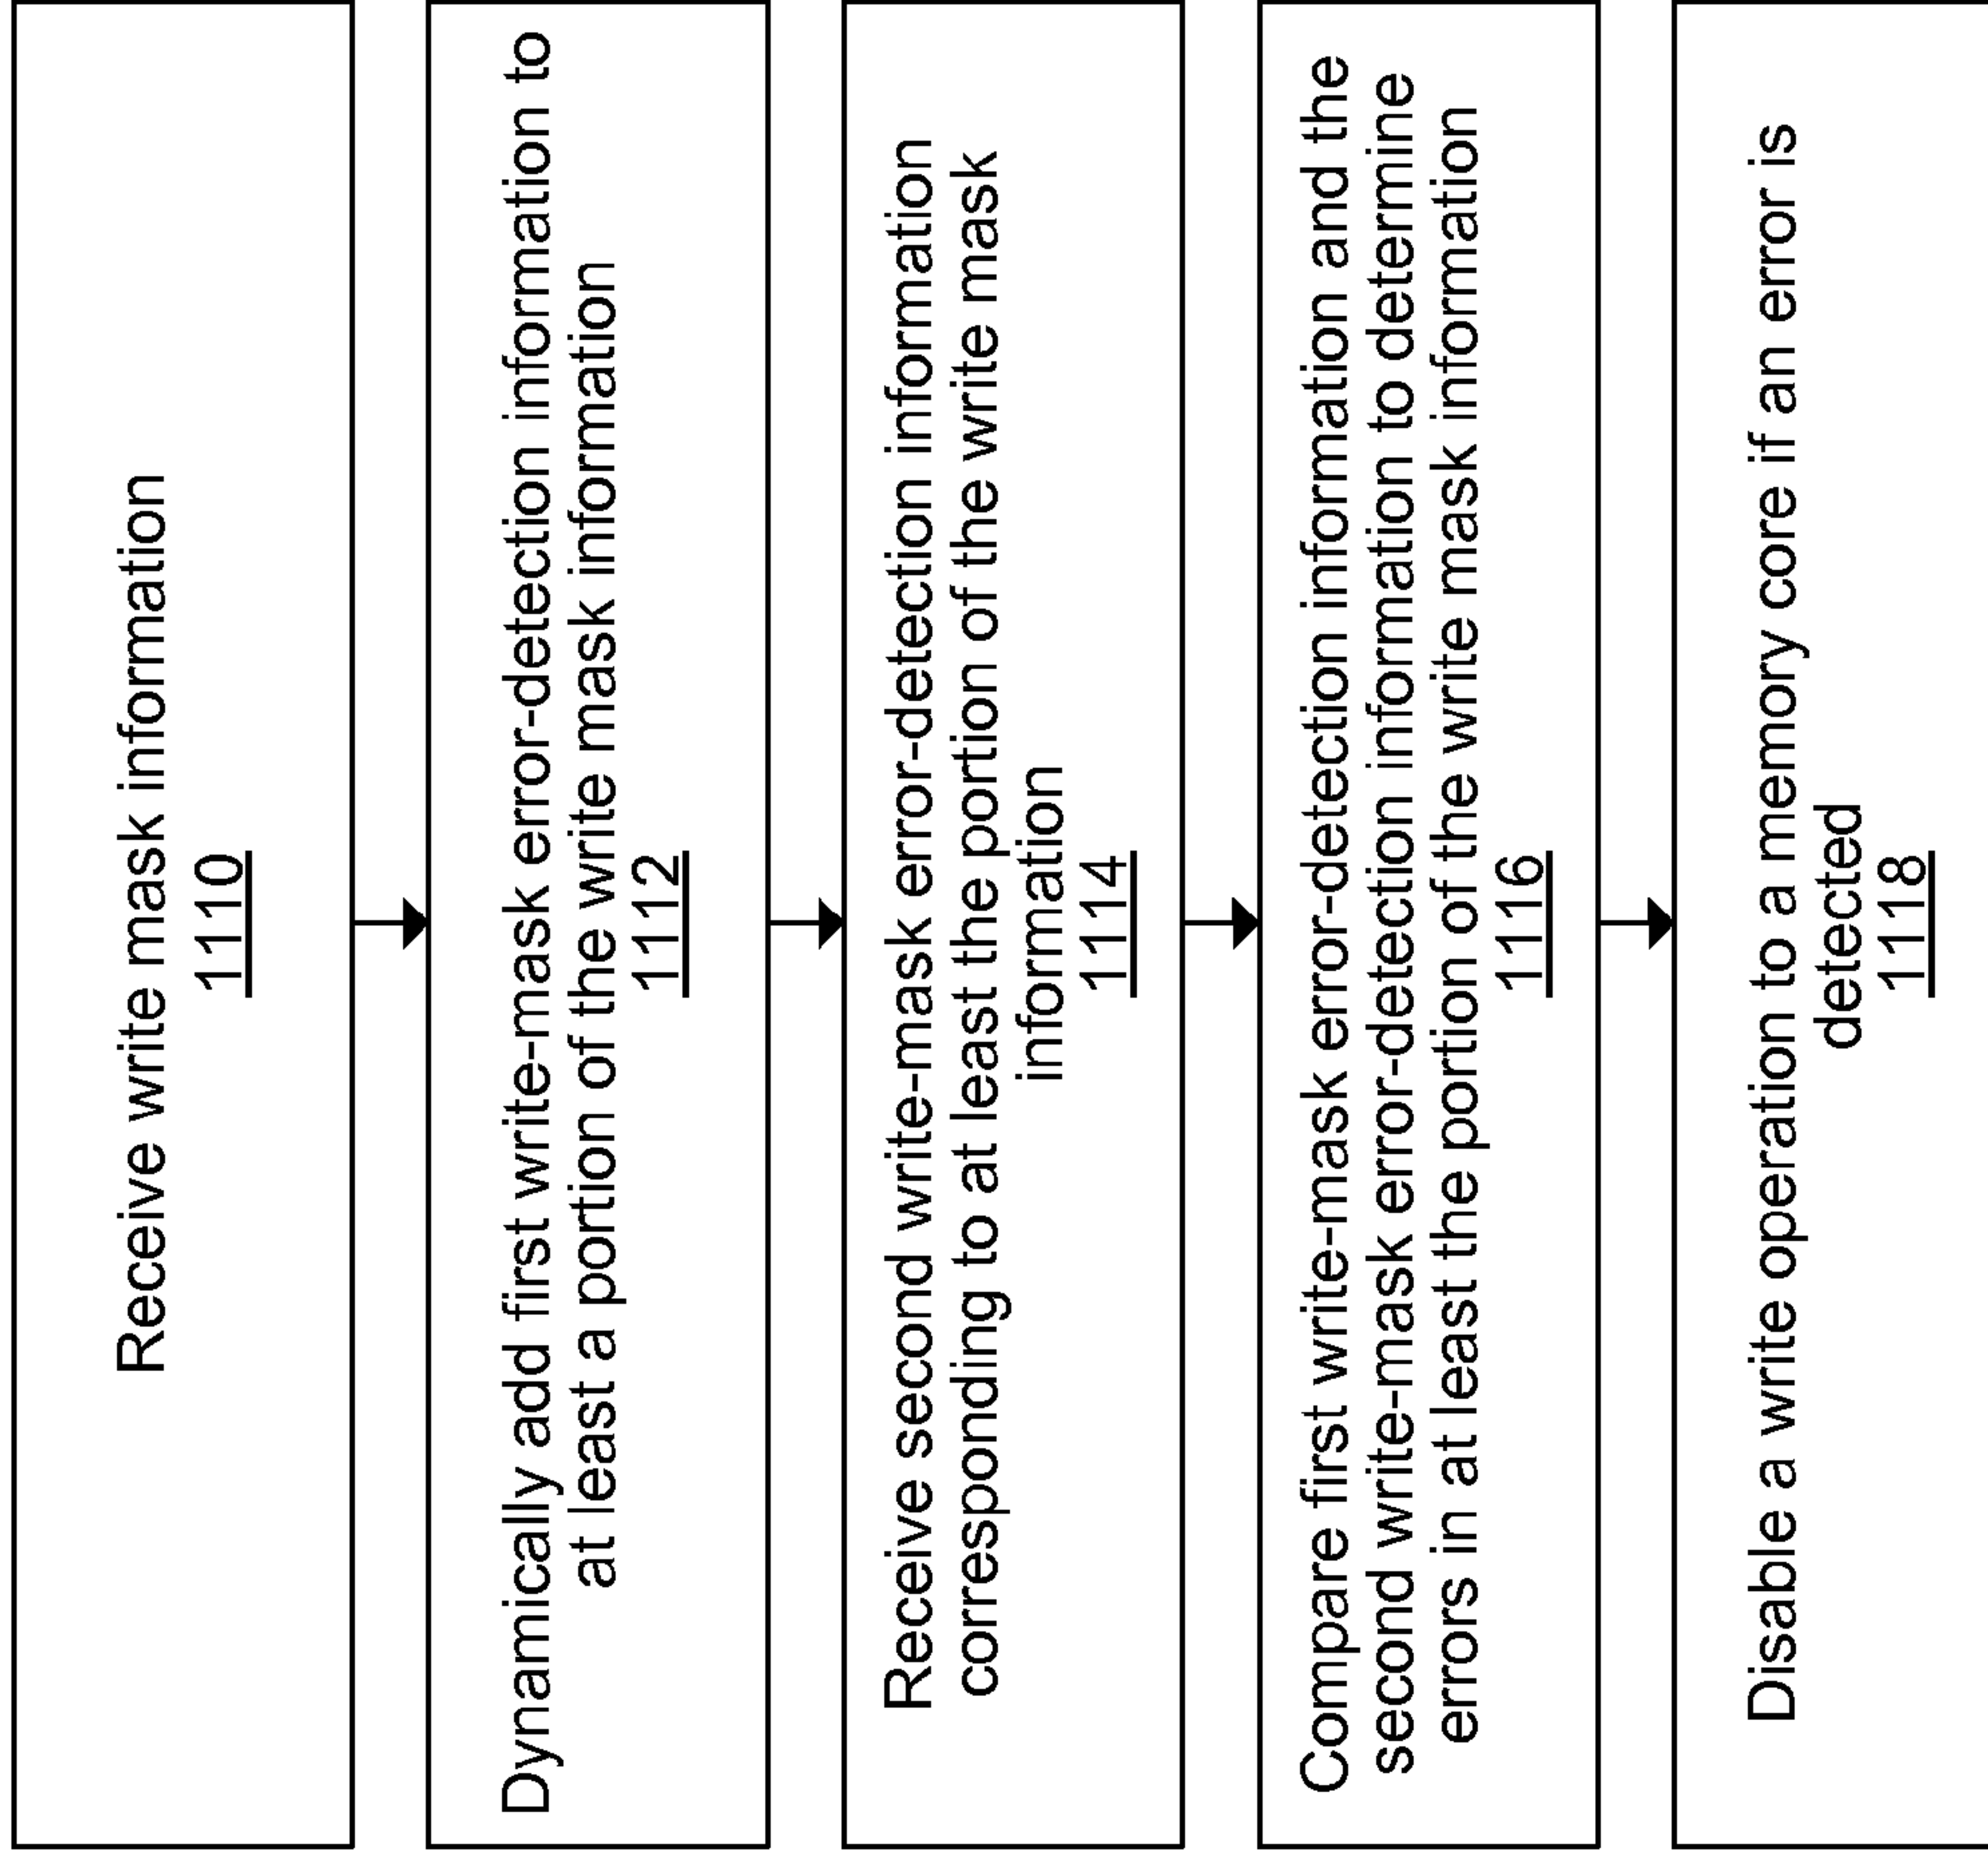 Receive write mask information
1110
Dynamically add first write-mask error-detection information to
at least a portion of the write mask information
1112
Receive second write-mask error-detection information
corresponding to at least the portion of the write mask
information
1114
Compare first write-mask error-detection information and the
second write-mask error-detection information to determine
errors in at least the portion of the write mask information
1116
Disable a write operation to a memory core if an error is
detected
1118